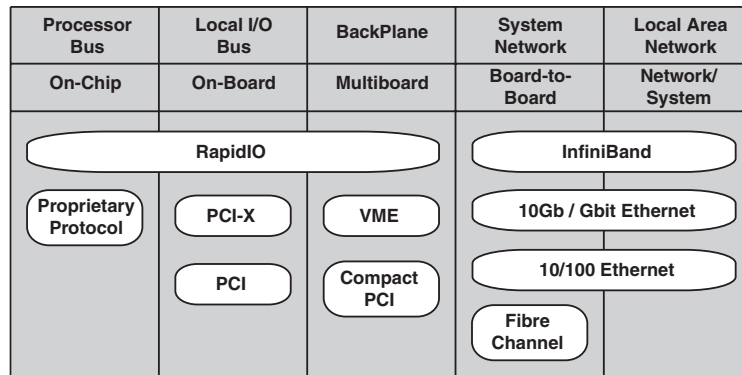 Processor
Bus
Local I/O
Bus
BackPlane
System
Network
Local Area
Network
On-Chip
On-Board
Multiboard
Board-to-
Board
Network/
System
RapidIO
InfiniBand
Proprietary
Protocol
PCI-X
VME
10Gb / Gbit Ethernet
PCI
Compact
PCI
10/100 Ethernet
Fibre
Channel